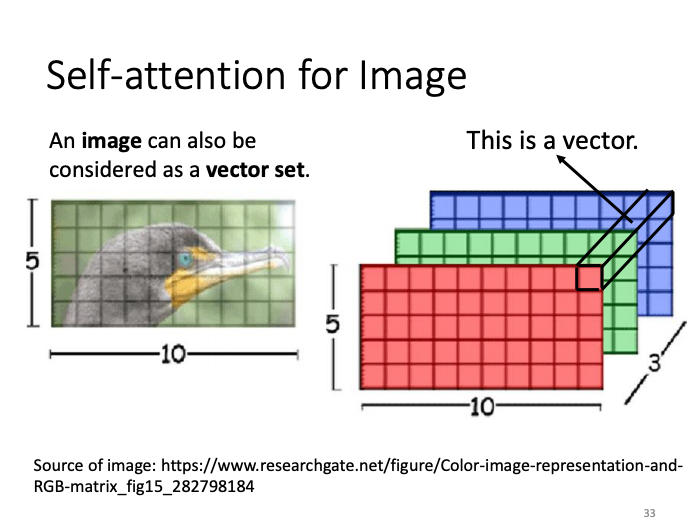 Self-attention for Image
An image can also be
considered as a vector set.
This is a vector.
5
10
5
10
3
Source of image: https://www.researchgate.net/figure/Color-image-representation-and-
RGB-matrix_fig15_282798184
33